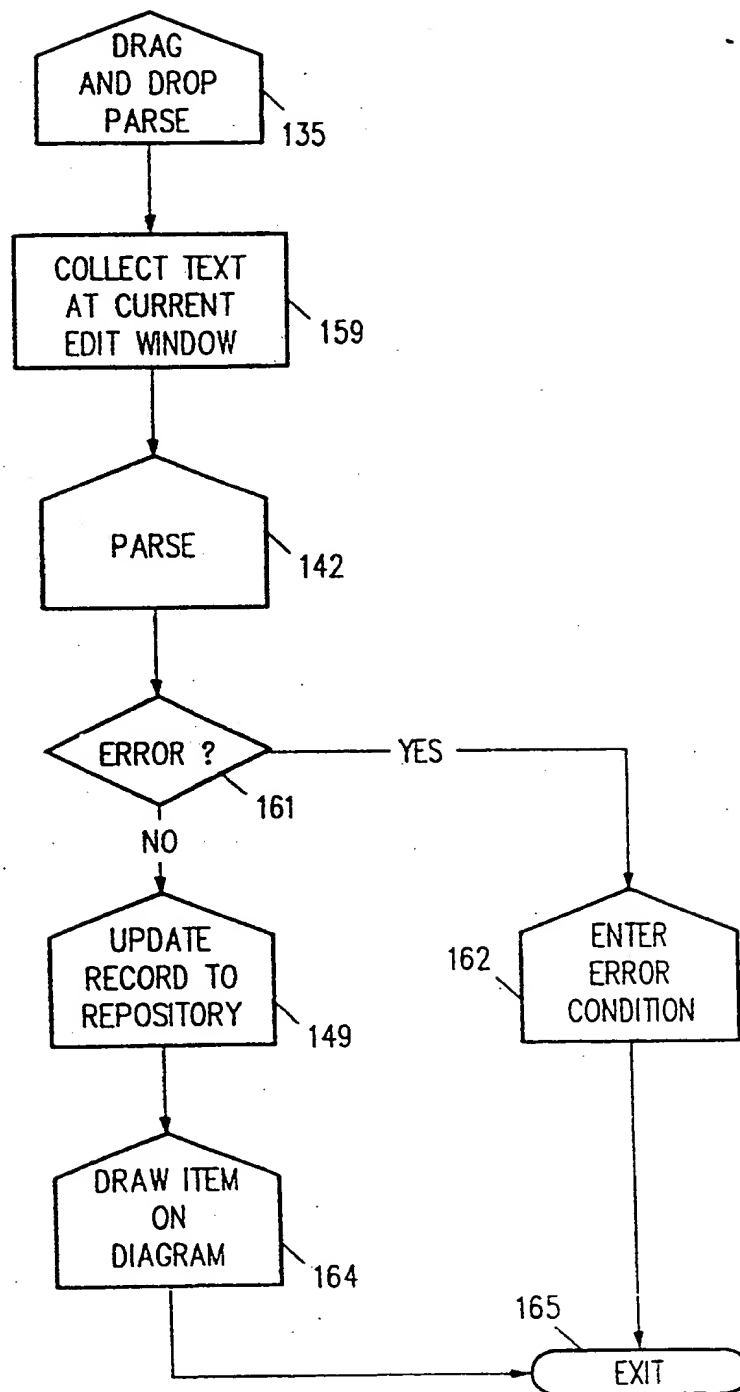 DRAG
AND DROP
PARSE
135
COLLECT TEXT
AT CURRENT
EDIT WINDOW
159
PARSE
142
ERROR ?
161
YES
NO
UPDATE
RECORD TO
REPOSITORY
149
ENTER
ERROR
CONDITION
162
DRAW ITEM
ON
DIAGRAM
164
165
EXIT